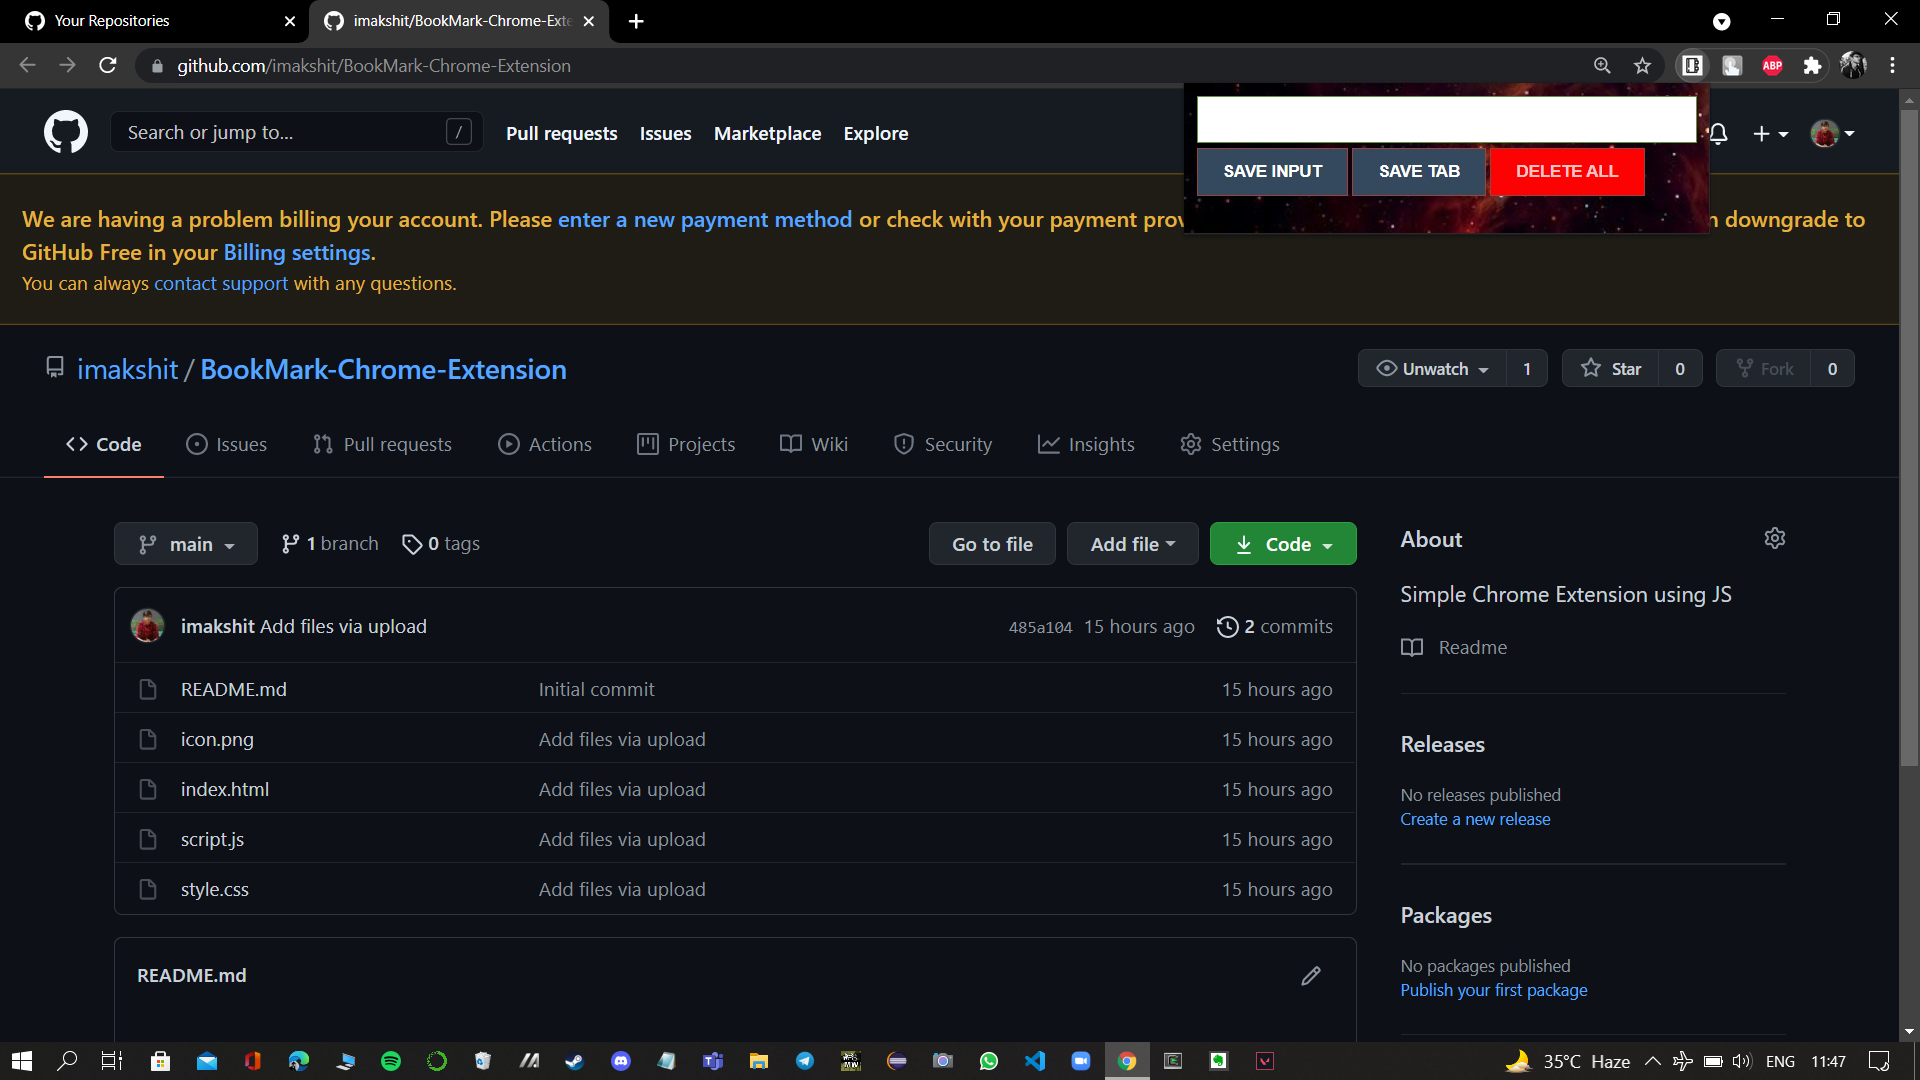 Your Repositories
imakshit/BookMark-Chrome-Exte
github.com/imakshit/BookMark-Chrome-Extension
ABP
Search or jump to...
/
Pull requests
Issues
Marketplace
Explore
SAVE INPUT
SAVE TAB
DELETE ALL
We are having a problem billing your account. Please enter a new payment method or check with your payment prov
downgrade to
GitHub Free in your Billing settings.
You can always contact support with any questions.
imakshit / BookMark-Chrome-Extension
Unwatch 1
Star 0
Fork 0
Code
Issues
Pull requests
Actions
Projects
Wiki
Security
Insights
Settings
main
1 branch
0 tags
Go to file
Add file
Code
imakshit Add files via upload
485a104 15 hours ago
2 commits
README.md Initial commit 15 hours ago
icon.png Add files via upload 15 hours ago
index.html Add files via upload 15 hours ago
script.js Add files via upload 15 hours ago
style.css Add files via upload 15 hours ago
README.md
About
Simple Chrome Extension using JS
Readme
Releases
No releases published
Create a new release
Packages
No packages published
Publish your first package
35°C Haze
ENG
11:47